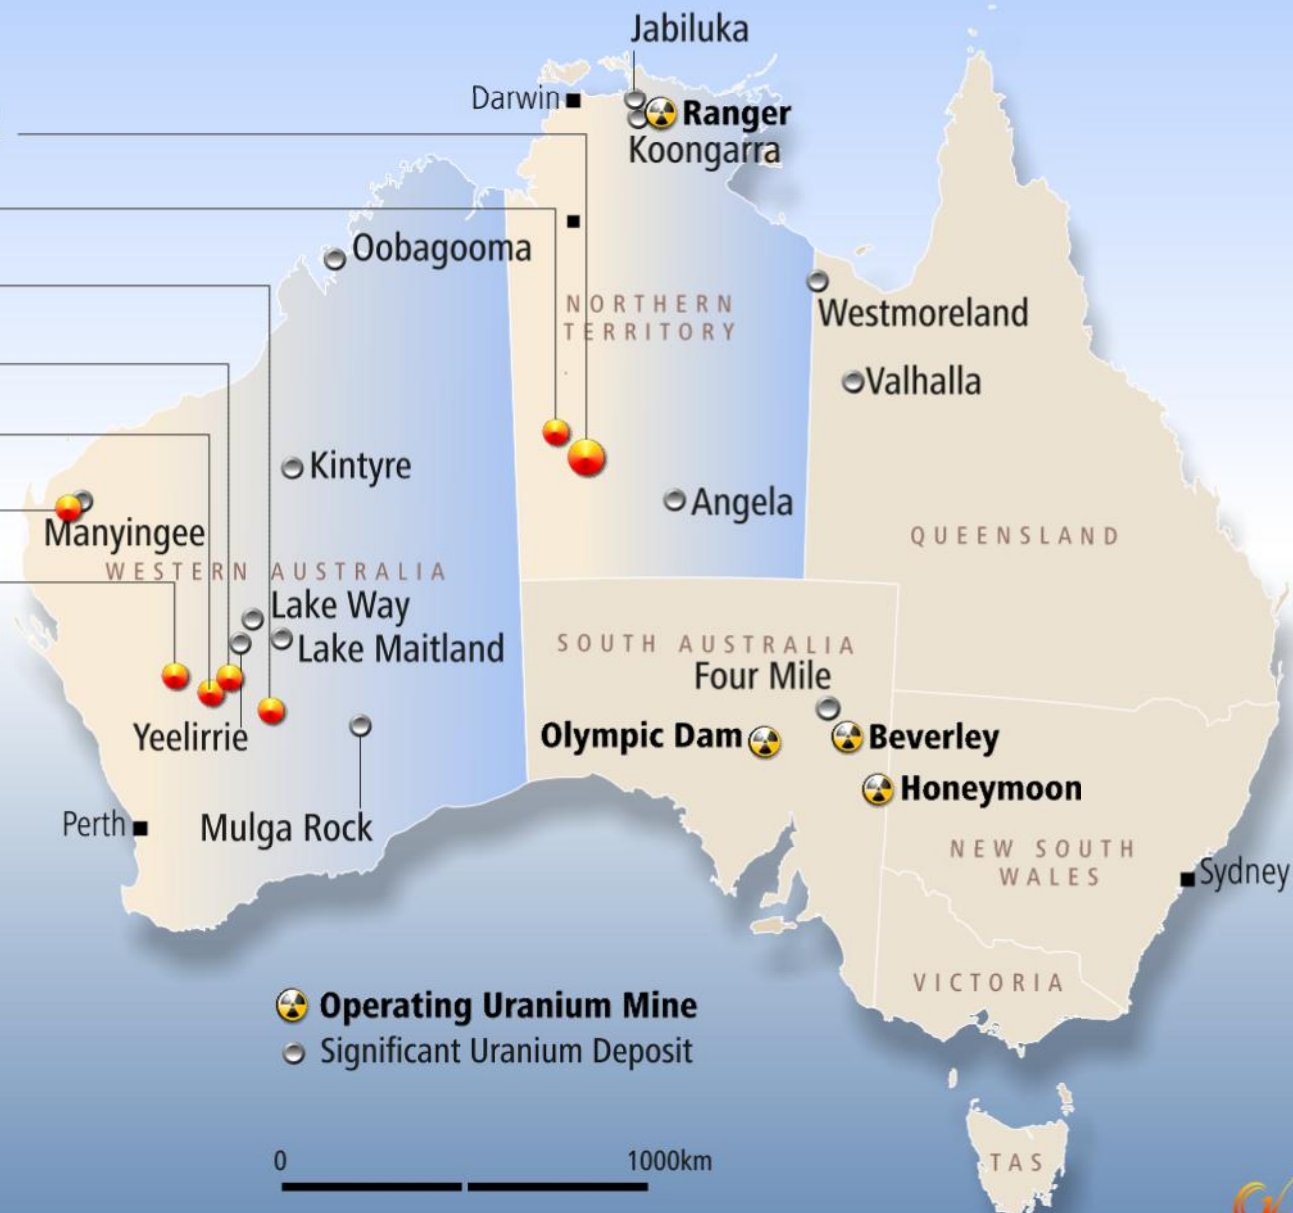 Jabiluka
Darwin
Ranger
Koongarra
Oobagooma
NORTHERN
TERRITORY
Westmoreland
Valhalla
Kintyre
Angela
Manyingee
QUEENSLAND
WESTERN AUSTRALIA
Lake Way
Lake Maitland
SOUTH AUSTRALIA
Four Mile
Yeelirrie
Olympic Dam
Beverley
Honeymoon
Perth
Mulga Rock
NEW SOUTH
WALES
Sydney
VICTORIA
Operating Uranium Mine
Significant Uranium Deposit
0 1000km
TAS